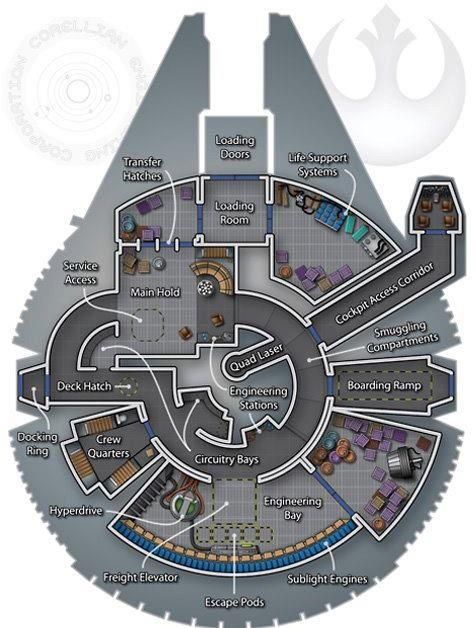 CORELLIAN ENGINEERING CORPORATION
Loading
Doors
Transfer
Hatches
Life Support
Systems
Loading
Room
Service
Access
Main Hold
Cockpit Access Corridor
Smuggling
Compartments
Quad Laser
Deck Hatch
Engineering
Stations
Boarding Ramp
Docking
Ring
Crew
Quarters
Circuitry Bays
Hyperdrive
Engineering
Bay
Freight Elevator
Sublight Engines
Escape Pods